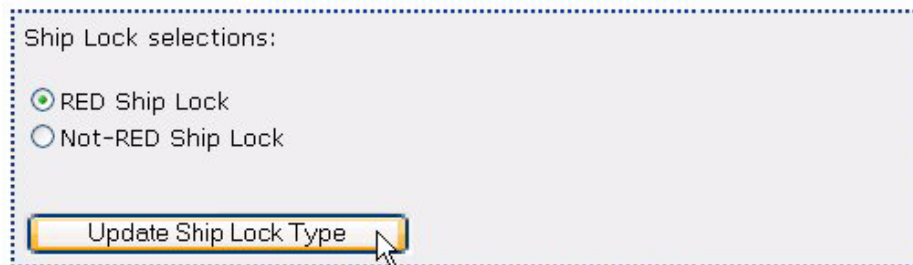 Ship Lock selections:
RED Ship Lock
Not-RED Ship Lock
Update Ship Lock Type